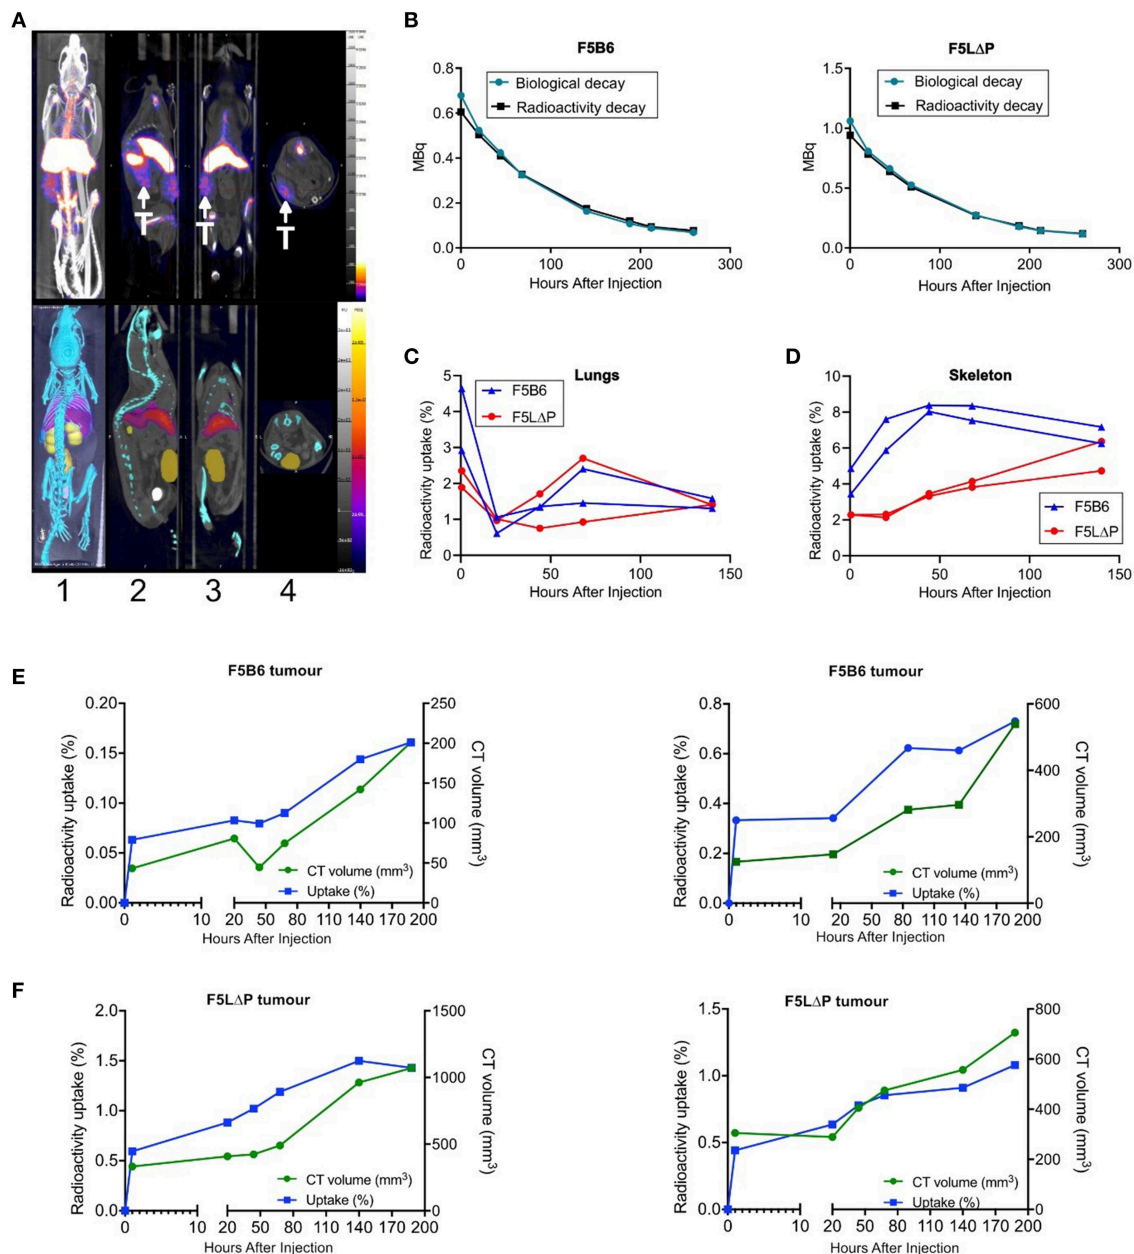 A
T
T
T
1
2
3
4
B
F5B6
MBq
0.8
0.6
0.4
0.2
0.0
Biological decay
Radioactivity decay
0
100
200
300
Hours After Injection
F5LΔP
MBq
1.5
1.0
0.5
0.0
Biological decay
Radioactivity decay
0
100
200
300
Hours After Injection
C
Lungs
Radioactivity uptake (%)
5
4
3
2
1
0
F5B6
F5LΔP
0
50
100
150
Hours After Injection
D
Skeleton
Radioactivity uptake (%)
10
8
6
4
2
0
F5B6
F5LΔP
0
50
100
150
Hours After Injection
E
F5B6 tumour
Radioactivity uptake (%)
0.20
0.15
0.10
0.05
0.00
CT volume (mm³)
250
200
150
100
50
0
CT volume (mm³)
Uptake (%)
0 10 20 50 80 110 140 170 200
Hours After Injection
F5B6 tumour
Radioactivity uptake (%)
0.8
0.6
0.4
0.2
0.0
CT volume (mm³)
600
400
200
0
CT volume (mm³)
Uptake (%)
0 10 20 50 80 110 140 170 200
Hours After Injection
F
F5LΔP tumour
Radioactivity uptake (%)
2.0
1.5
1.0
0.5
0.0
CT volume (mm³)
1500
1000
500
0
CT volume (mm³)
Uptake (%)
0 10 20 50 80 110 140 170 200
Hours After Injection
F5LΔP tumour
Radioactivity uptake (%)
1.5
1.0
0.5
0.0
CT volume (mm³)
800
600
400
200
0
CT volume (mm³)
Uptake (%)
0 10 20 50 80 110 140 170 200
Hours After Injection